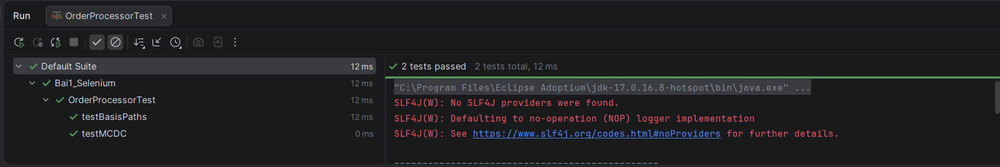 Run
NG OrderProcessorTest
Default Suite 12 ms
Bai1_Selenium 12 ms
OrderProcessorTest 12 ms
testBasisPaths 12 ms
testMCDC 0 ms
2 tests passed 2 tests total, 12 ms
"C:\Program Files\Eclipse Adoptium\jdk-17.0.16.8-hotspot\bin\java.exe" ...
SLF4J(W): No SLF4J providers were found.
SLF4J(W): Defaulting to no-operation (NOP) logger implementation
SLF4J(W): See https://www.slf4j.org/codes.html#noProviders for further details.
===============================================